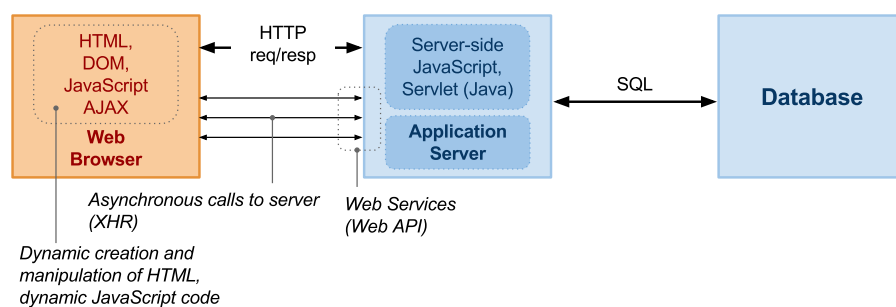 HTML,
DOM,
JavaScript
AJAX
Web
Browser
HTTP
req/resp
Server-side
JavaScript,
Servlet (Java)
Application
Server
SQL
Database
Asynchronous calls to server
(XHR)
Web Services
(Web API)
Dynamic creation and
manipulation of HTML,
dynamic JavaScript code